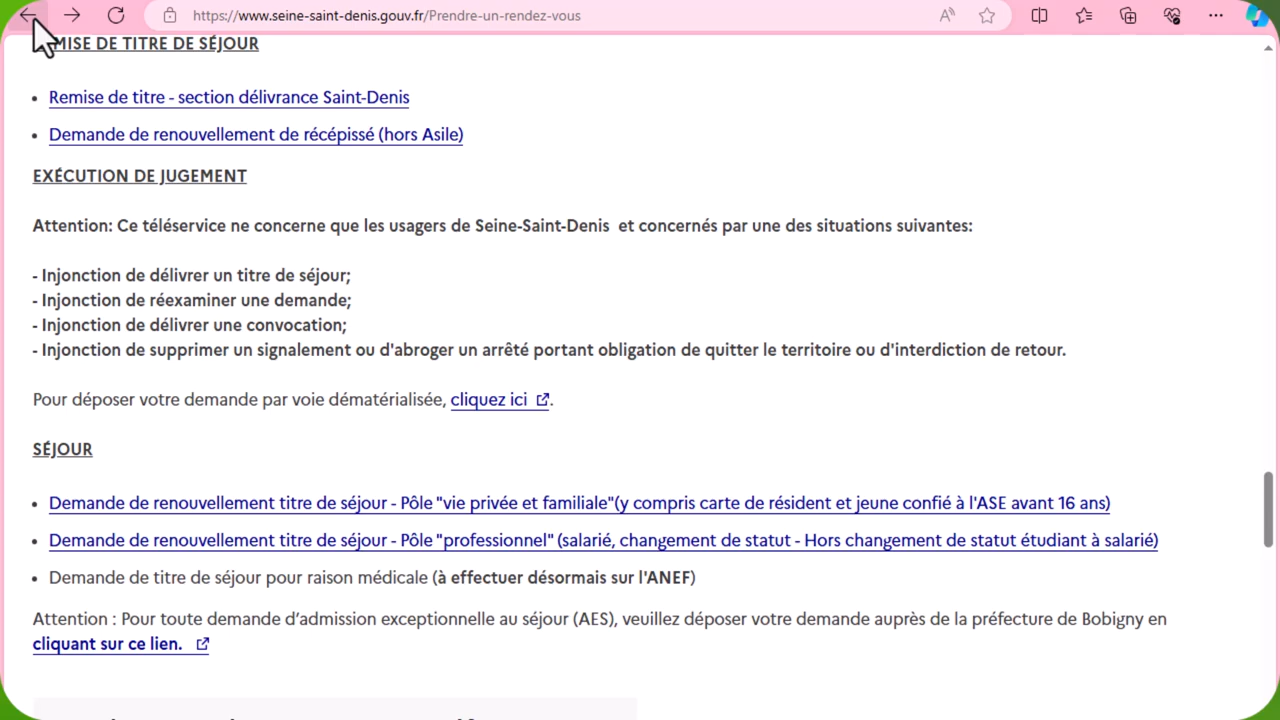 https://www.seine-saint-denis.gouv.fr/Prendre-un-rendez-vous
MISE DE TITRE DE SÉJOUR
• Remise de titre - section délivrance Saint-Denis
• Demande de renouvellement de récépissé (hors Asile)
EXÉCUTION DE JUGEMENT
Attention: Ce téléservice ne concerne que les usagers de Seine-Saint-Denis et concernés par une des situations suivantes:
- Injonction de délivrer un titre de séjour;
- Injonction de réexaminer une demande;
- Injonction de délivrer une convocation;
- Injonction de supprimer un signalement ou d'abroger un arrêté portant obligation de quitter le territoire ou d'interdiction de retour.
Pour déposer votre demande par voie dématérialisée, cliquez ici.
SÉJOUR
• Demande de renouvellement titre de séjour - Pôle "vie privée et familiale"(y compris carte de résident et jeune confié à l'ASE avant 16 ans)
• Demande de renouvellement titre de séjour - Pôle "professionnel" (salarié, changement de statut - Hors changement de statut étudiant à salarié)
• Demande de titre de séjour pour raison médicale (à effectuer désormais sur l'ANEF)
Attention : Pour toute demande d’admission exceptionnelle au séjour (AES), veuillez déposer votre demande auprès de la préfecture de Bobigny en
cliquant sur ce lien.